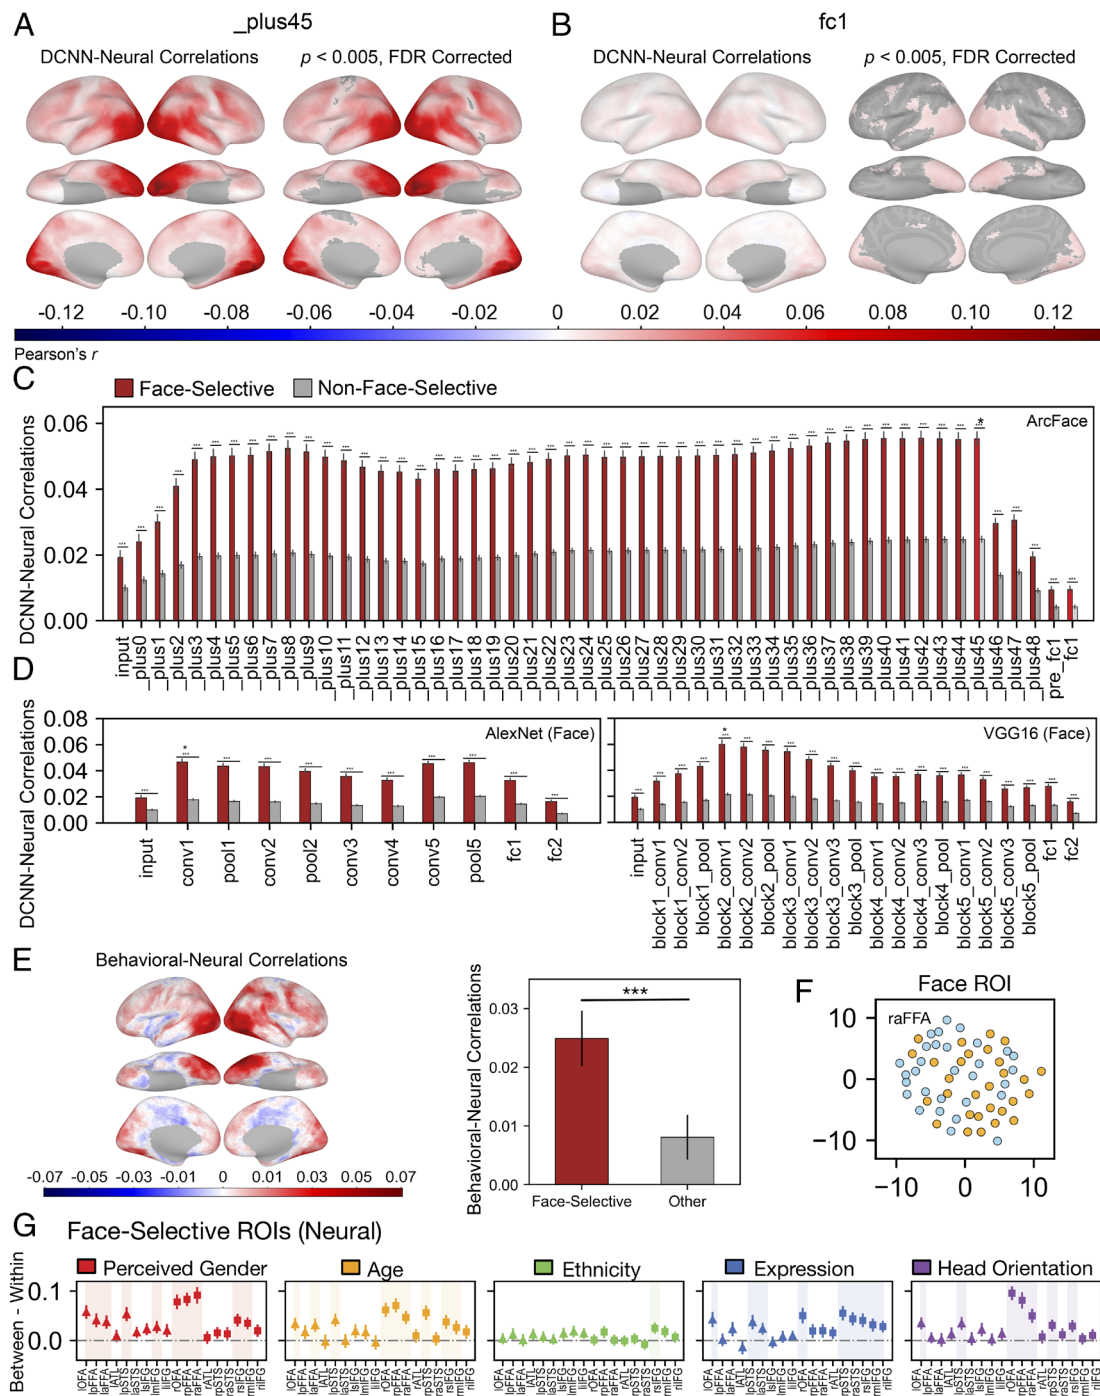 A
_plus45
DCNN-Neural Correlations
p < 0.005, FDR Corrected
B
fc1
DCNN-Neural Correlations
p < 0.005, FDR Corrected
-0.12 -0.10 -0.08 -0.06 -0.04 -0.02 0 0.02 0.04 0.06 0.08 0.10 0.12
Pearson's r
C
Face-Selective
Non-Face-Selective
ArcFace
DCNN-Neural Correlations
0.06
0.04
0.02
0.00
input _plus0 _plus1 _plus2 _plus3 _plus4 _plus5 _plus6 _plus7 _plus8 _plus9 _plus10 _plus11 _plus12 _plus13 _plus14 _plus15 _plus16 _plus17 _plus18 _plus19 _plus20 _plus21 _plus22 _plus23 _plus24 _plus25 _plus26 _plus27 _plus28 _plus29 _plus30 _plus31 _plus32 _plus33 _plus34 _plus35 _plus36 _plus37 _plus38 _plus39 _plus40 _plus41 _plus42 _plus43 _plus44 _plus45 _plus46 _plus47 _plus48 pre_fc1 fc1
D
DCNN-Neural Correlations
0.08
0.06
0.04
0.02
0.00
AlexNet (Face)
input conv1 pool1 conv2 pool2 conv3 conv4 conv5 pool5 fc1 fc2
VGG16 (Face)
input block1_conv1 block1_conv2 block1_pool block2_conv1 block2_conv2 block2_pool block3_conv1 block3_conv2 block3_conv3 block3_pool block4_conv1 block4_conv2 block4_conv3 block4_pool block5_conv1 block5_conv2 block5_conv3 block5_pool fc1 fc2
E
Behavioral-Neural Correlations
-0.07 -0.05 -0.03 -0.01 0 0.01 0.03 0.05 0.07
Behavioral-Neural Correlations
0.03
0.02
0.01
0.00
***
Face-Selective Other
F
Face ROI
raFFA
10
0
−10
−10 0 10
G
Face-Selective ROIs (Neural)
Between - Within
0.1
0.0
Perceived Gender
Age
Ethnicity
Expression
Head Orientation